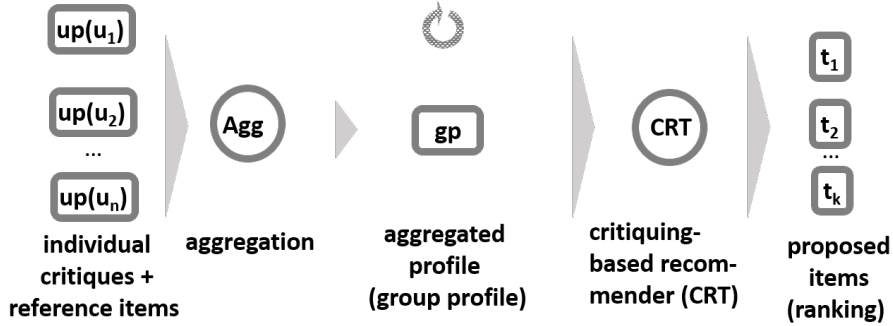 up(u1)
up(u2)
...
up(un)
individual
critiques +
reference items
Agg
aggregation
gp
aggregated
profile
(group profile)
CRT
critiquing-
based recom-
mender (CRT)
t1
t2
...
tk
proposed
items
(ranking)